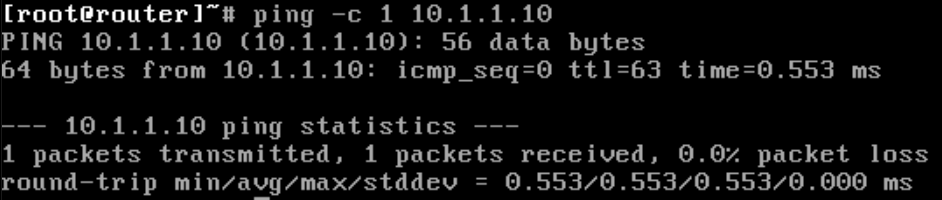 [root@router]~# ping -c 1 10.1.1.10
PING 10.1.1.10 (10.1.1.10): 56 data bytes
64 bytes from 10.1.1.10: icmp_seq=0 ttl=63 time=0.553 ms
--- 10.1.1.10 ping statistics ---
1 packets transmitted, 1 packets received, 0.0% packet loss
round-trip min/avg/max/stddev = 0.553/0.553/0.553/0.000 ms